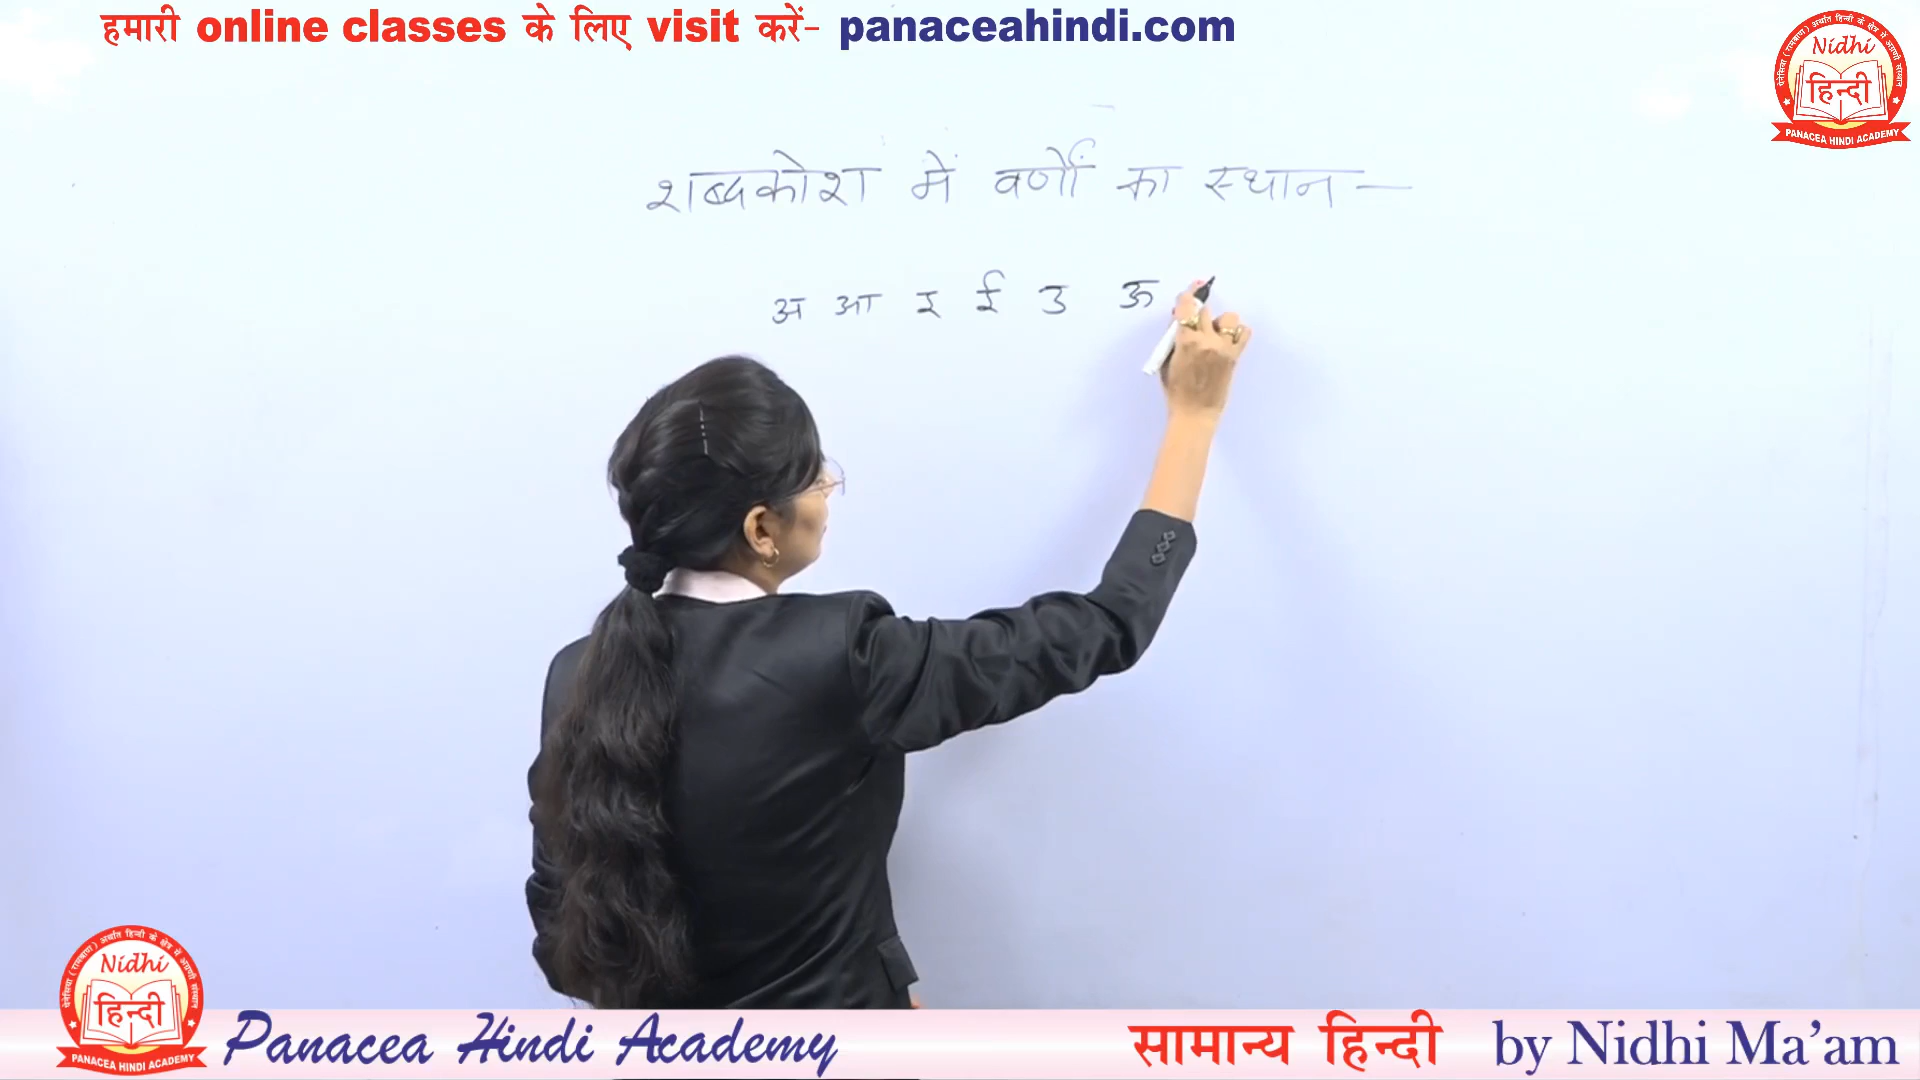 हमारी online classes के लिए visit करें- panaceahindi.com
Nidhi
हिन्दी
PANACEA HINDI ACADEMY
शब्दकोश में वर्णों का स्थान —
अ आ इ ई उ ऊ
Nidhi
हिन्दी
PANACEA HINDI ACADEMY
Panacea Hindi Academy
सामान्य हिन्दी by Nidhi Ma'am